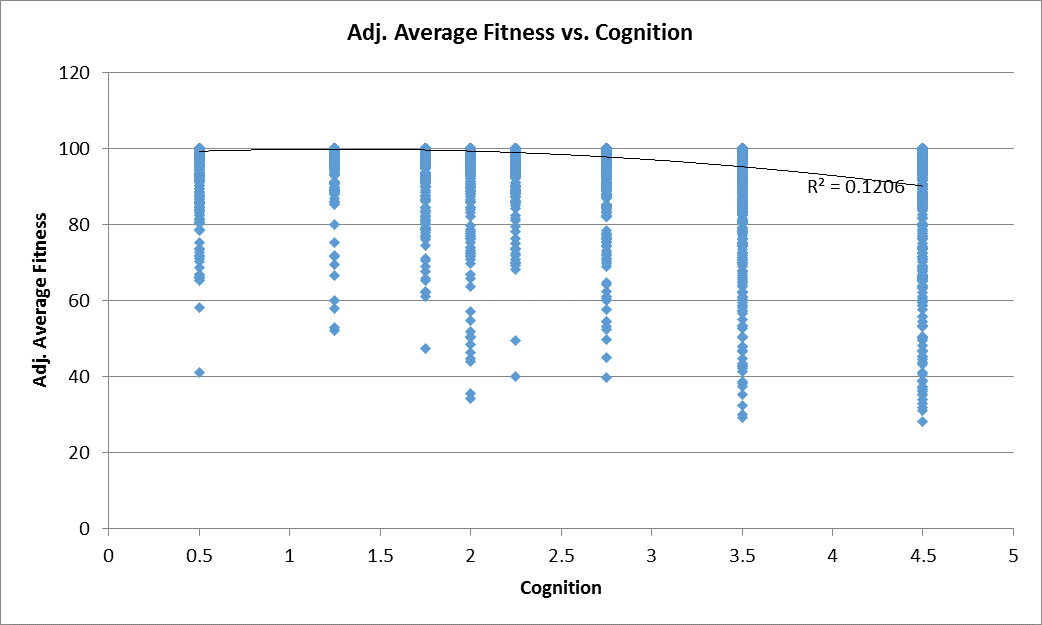 Adj. Average Fitness vs. Cognition
120
100
80
60
40
20
0
Adj. Average Fitness
R² = 0.1206
0 0.5 1 1.5 2 2.5 3 3.5 4 4.5 5
Cognition